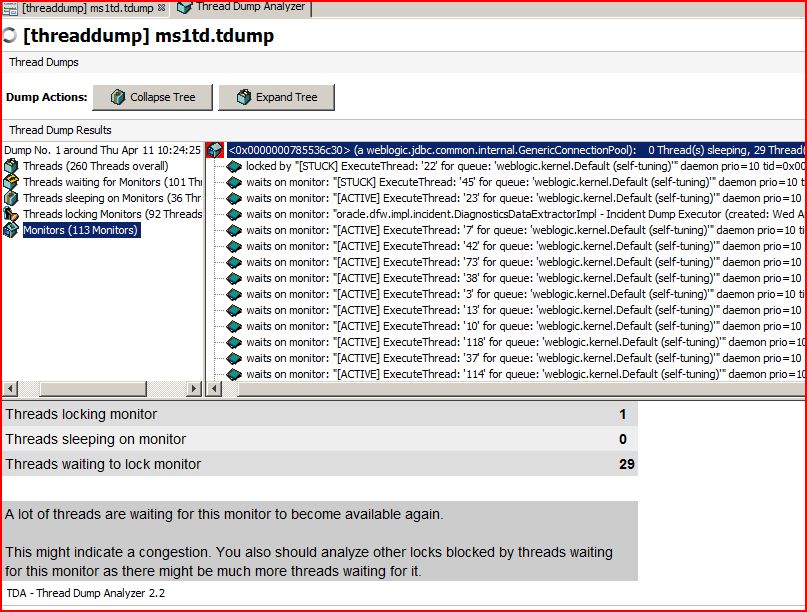 [threaddump] ms1td.tdump Thread Dump Analyzer
[threaddump] ms1td.tdump
Thread Dumps
Dump Actions: Collapse Tree Expand Tree
Thread Dump Results
Dump No. 1 around Thu Apr 11 10:24:25
Threads (260 Threads overall)
Threads waiting for Monitors (101 Thr
Threads sleeping on Monitors (36 Thr
Threads locking Monitors (92 Threads
Monitors (113 Monitors)
<0x0000000785536c30> (a weblogic.jdbc.common.internal.GenericConnectionPool): 0 Thread(s) sleeping, 29 Thread(
locked by "[STUCK] ExecuteThread: '22' for queue: 'weblogic.kernel.Default (self-tuning)'" daemon prio=10 tid=0x00
waits on monitor: "[STUCK] ExecuteThread: '45' for queue: 'weblogic.kernel.Default (self-tuning)'" daemon prio=10 t
waits on monitor: "[ACTIVE] ExecuteThread: '23' for queue: 'weblogic.kernel.Default (self-tuning)'" daemon prio=10
waits on monitor: "oracle.dfw.impl.incident.DiagnosticsDataExtractorImpl - Incident Dump Executor (created: Wed A
waits on monitor: "[ACTIVE] ExecuteThread: '7' for queue: 'weblogic.kernel.Default (self-tuning)'" daemon prio=10 ti
waits on monitor: "[ACTIVE] ExecuteThread: '42' for queue: 'weblogic.kernel.Default (self-tuning)'" daemon prio=10
waits on monitor: "[ACTIVE] ExecuteThread: '73' for queue: 'weblogic.kernel.Default (self-tuning)'" daemon prio=10
waits on monitor: "[ACTIVE] ExecuteThread: '38' for queue: 'weblogic.kernel.Default (self-tuning)'" daemon prio=10
waits on monitor: "[ACTIVE] ExecuteThread: '3' for queue: 'weblogic.kernel.Default (self-tuning)'" daemon prio=10 ti
waits on monitor: "[ACTIVE] ExecuteThread: '13' for queue: 'weblogic.kernel.Default (self-tuning)'" daemon prio=10
waits on monitor: "[ACTIVE] ExecuteThread: '10' for queue: 'weblogic.kernel.Default (self-tuning)'" daemon prio=10
waits on monitor: "[ACTIVE] ExecuteThread: '118' for queue: 'weblogic.kernel.Default (self-tuning)'" daemon prio=10
waits on monitor: "[ACTIVE] ExecuteThread: '37' for queue: 'weblogic.kernel.Default (self-tuning)'" daemon prio=10
waits on monitor: "[ACTIVE] ExecuteThread: '114' for queue: 'weblogic.kernel.Default (self-tuning)'" daemon prio=10
Threads locking monitor 1
Threads sleeping on monitor 0
Threads waiting to lock monitor 29
A lot of threads are waiting for this monitor to become available again.
This might indicate a congestion. You also should analyze other locks blocked by threads waiting
for this monitor as there might be much more threads waiting for it.
TDA - Thread Dump Analyzer 2.2